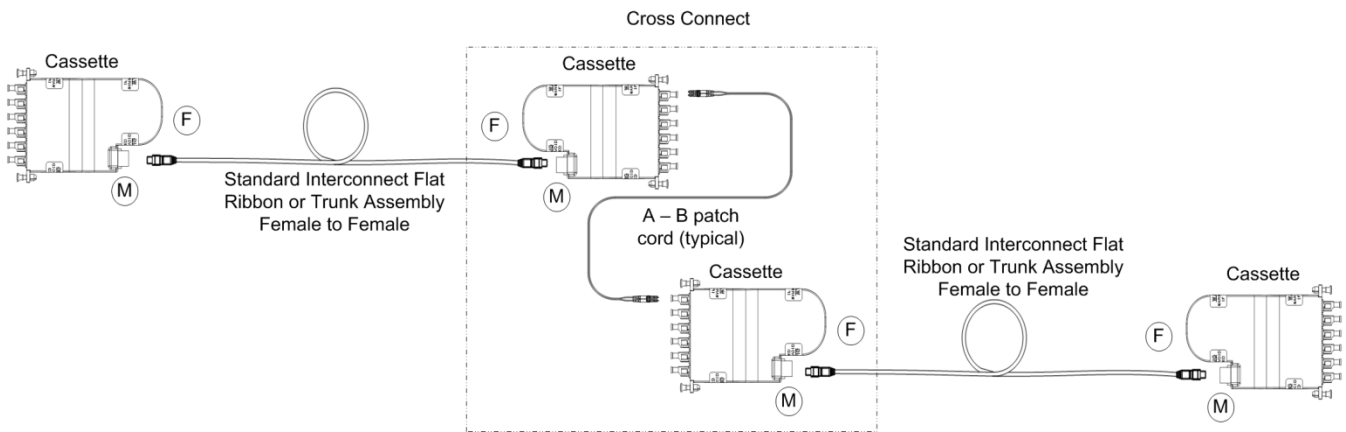 Cross Connect
Cassette
Cassette
F
F
M
M
Standard Interconnect Flat
Ribbon or Trunk Assembly
Female to Female
A – B patch
cord (typical)
Cassette
Standard Interconnect Flat
Ribbon or Trunk Assembly
Female to Female
Cassette
F
F
M
M